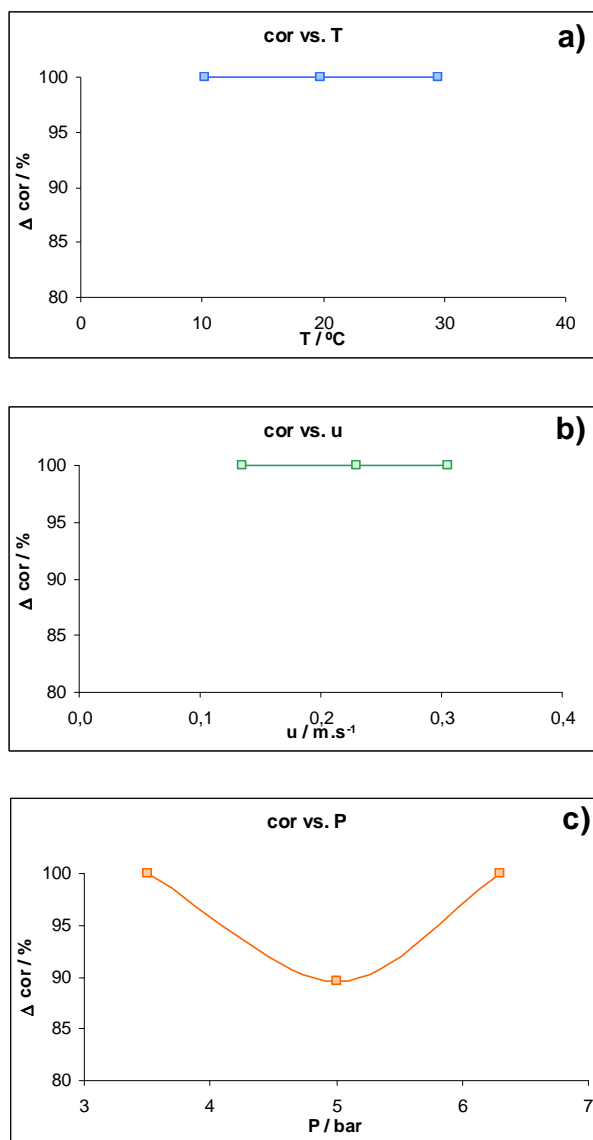 cor vs. T
a)
100
95
90
85
80
Δ cor / %
0
10
20
30
40
T / ºC
cor vs. u
b)
100
95
90
85
80
Δ cor / %
0,0
0,1
0,2
0,3
0,4
u / m.s⁻¹
cor vs. P
c)
100
95
90
85
80
Δ cor / %
3
4
5
6
7
P / bar